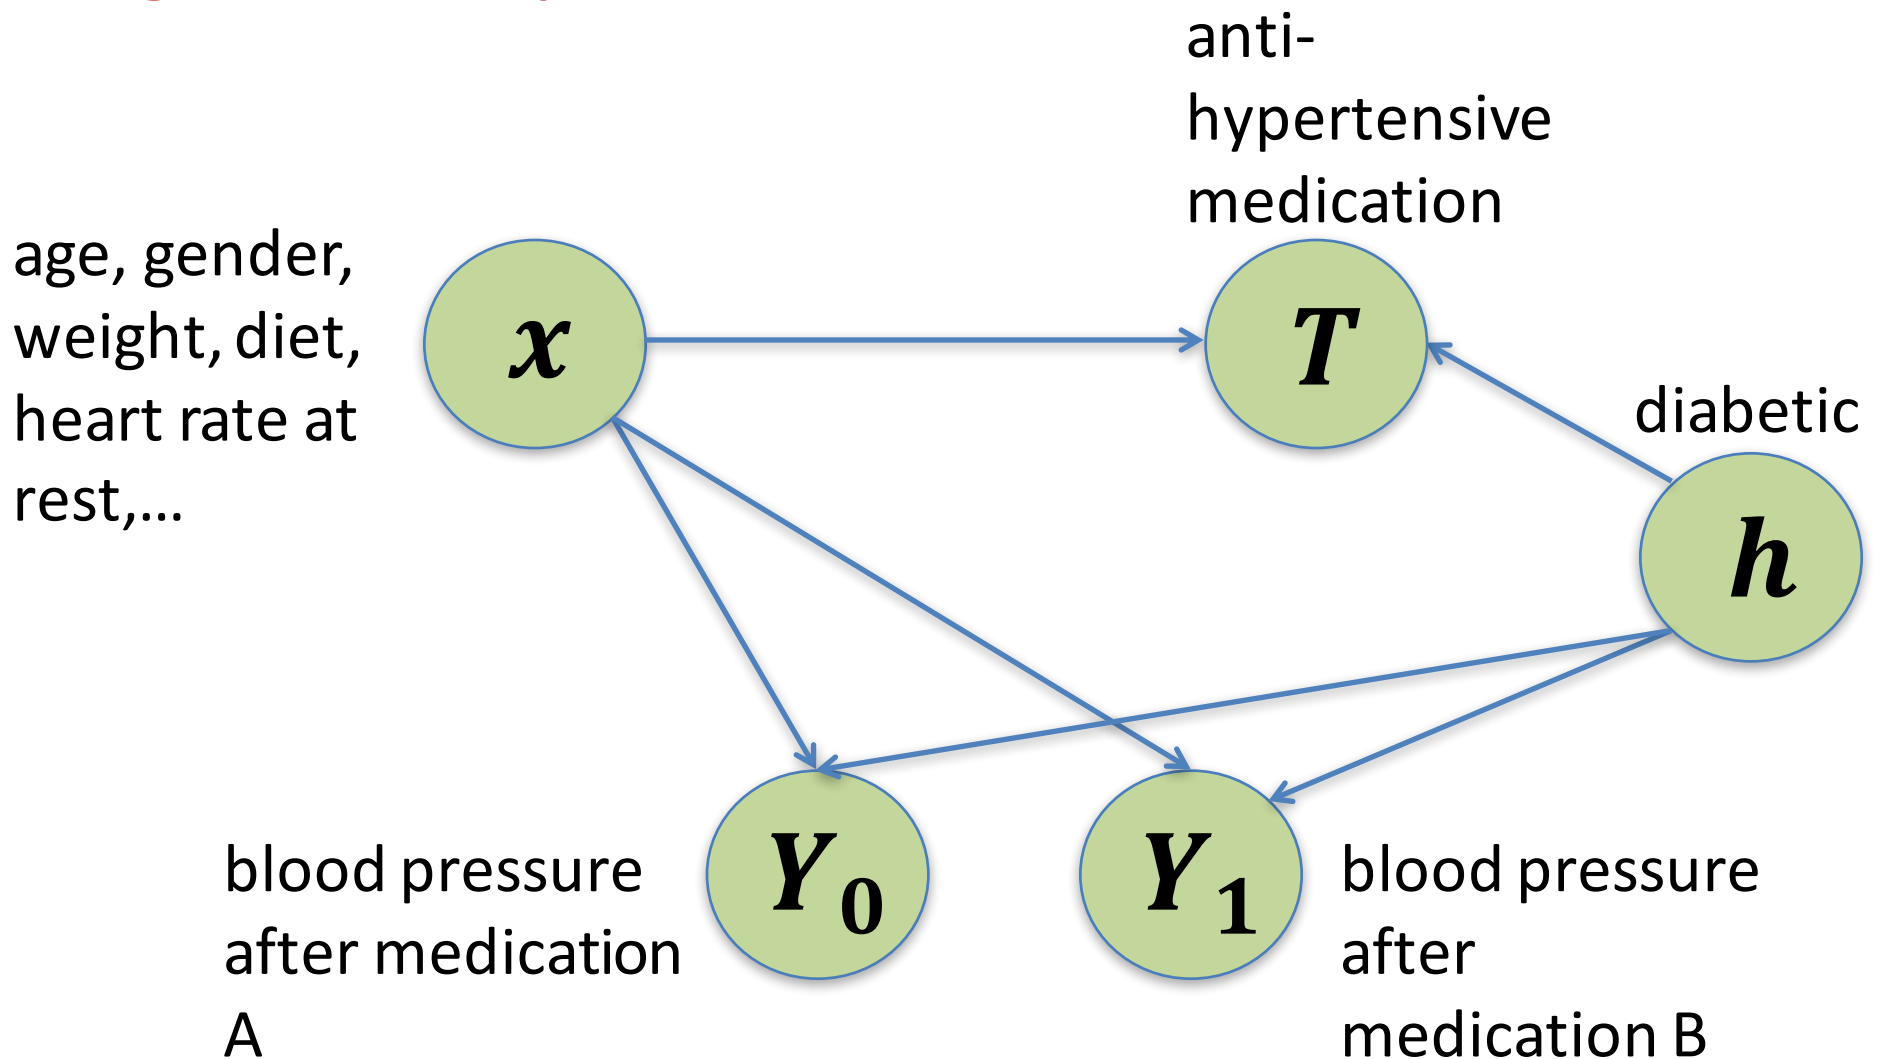 anti-
hypertensive
medication
age, gender,
weight, diet,
heart rate at
rest,...
x
T
diabetic
h
Y0
Y1
blood pressure
after medication
A
blood pressure
after
medication B